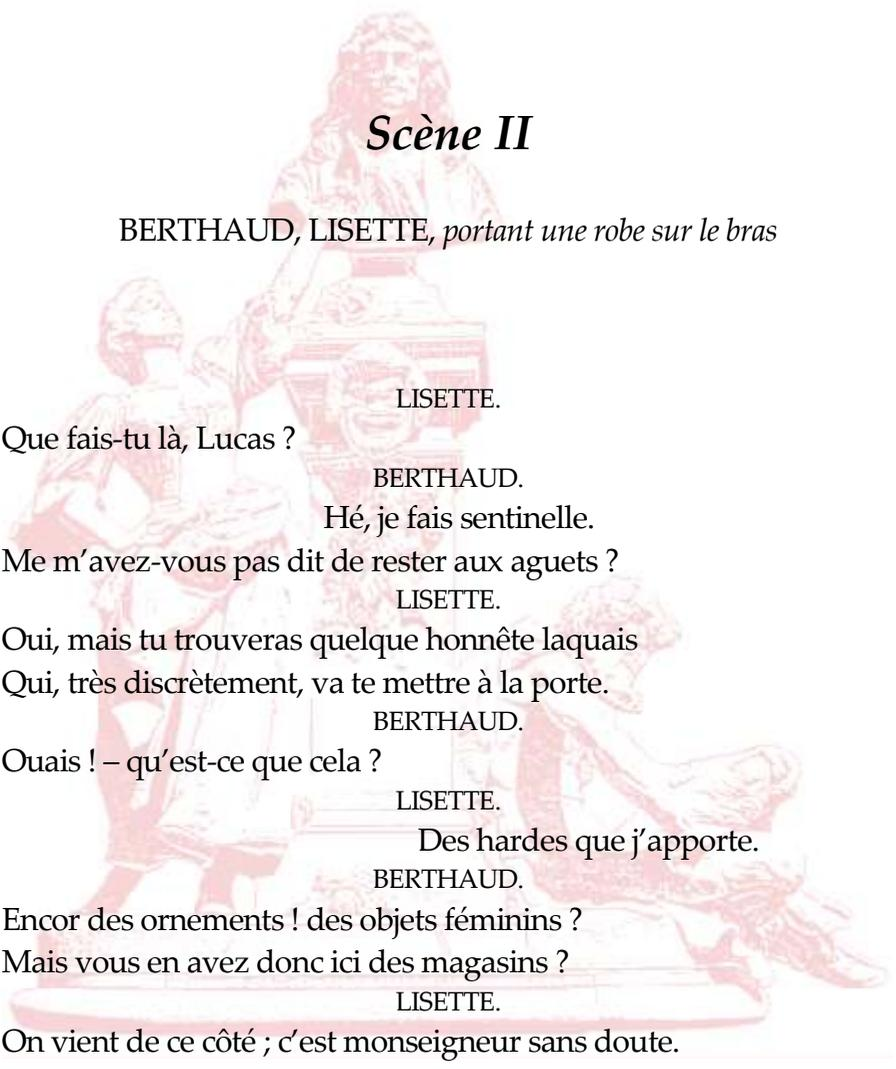 Scène II
BERTHAUD, LISETTE, portant une robe sur le bras
LISETTE.
Que fais-tu là, Lucas ?
BERTHAUD.
Hé, je fais sentinelle.
Me m’avez-vous pas dit de rester aux aguets ?
LISETTE.
Oui, mais tu trouveras quelque honnête laquais
Qui, très discrètement, va te mettre à la porte.
BERTHAUD.
Ouais ! – qu’est-ce que cela ?
LISETTE.
Des hardes que j’apporte.
BERTHAUD.
Encor des ornements ! des objets féminins ?
Mais vous en avez donc ici des magasins ?
LISETTE.
On vient de ce côté ; c’est monseigneur sans doute.